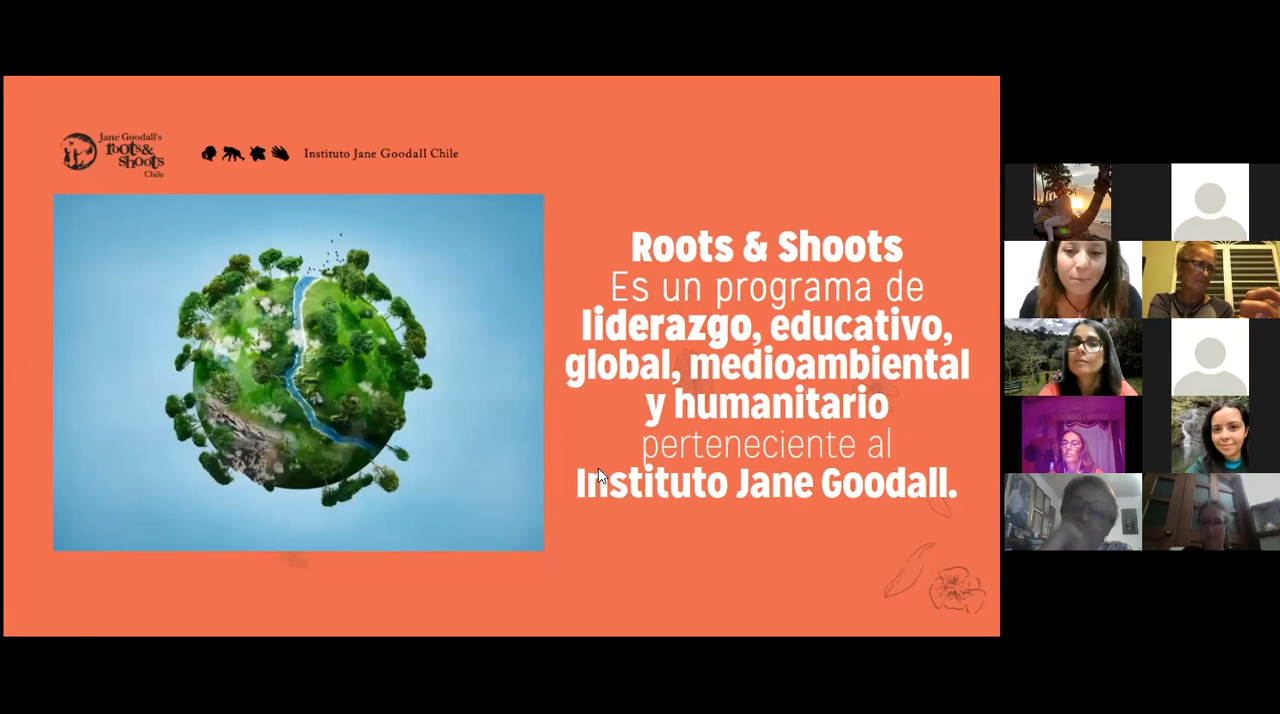 Jane Goodall's
roots &
shoots
Chile
Instituto Jane Goodall Chile
Roots & Shoots
Es un programa de
liderazgo, educativo,
global, medioambiental
y humanitario
perteneciente al
Instituto Jane Goodall.